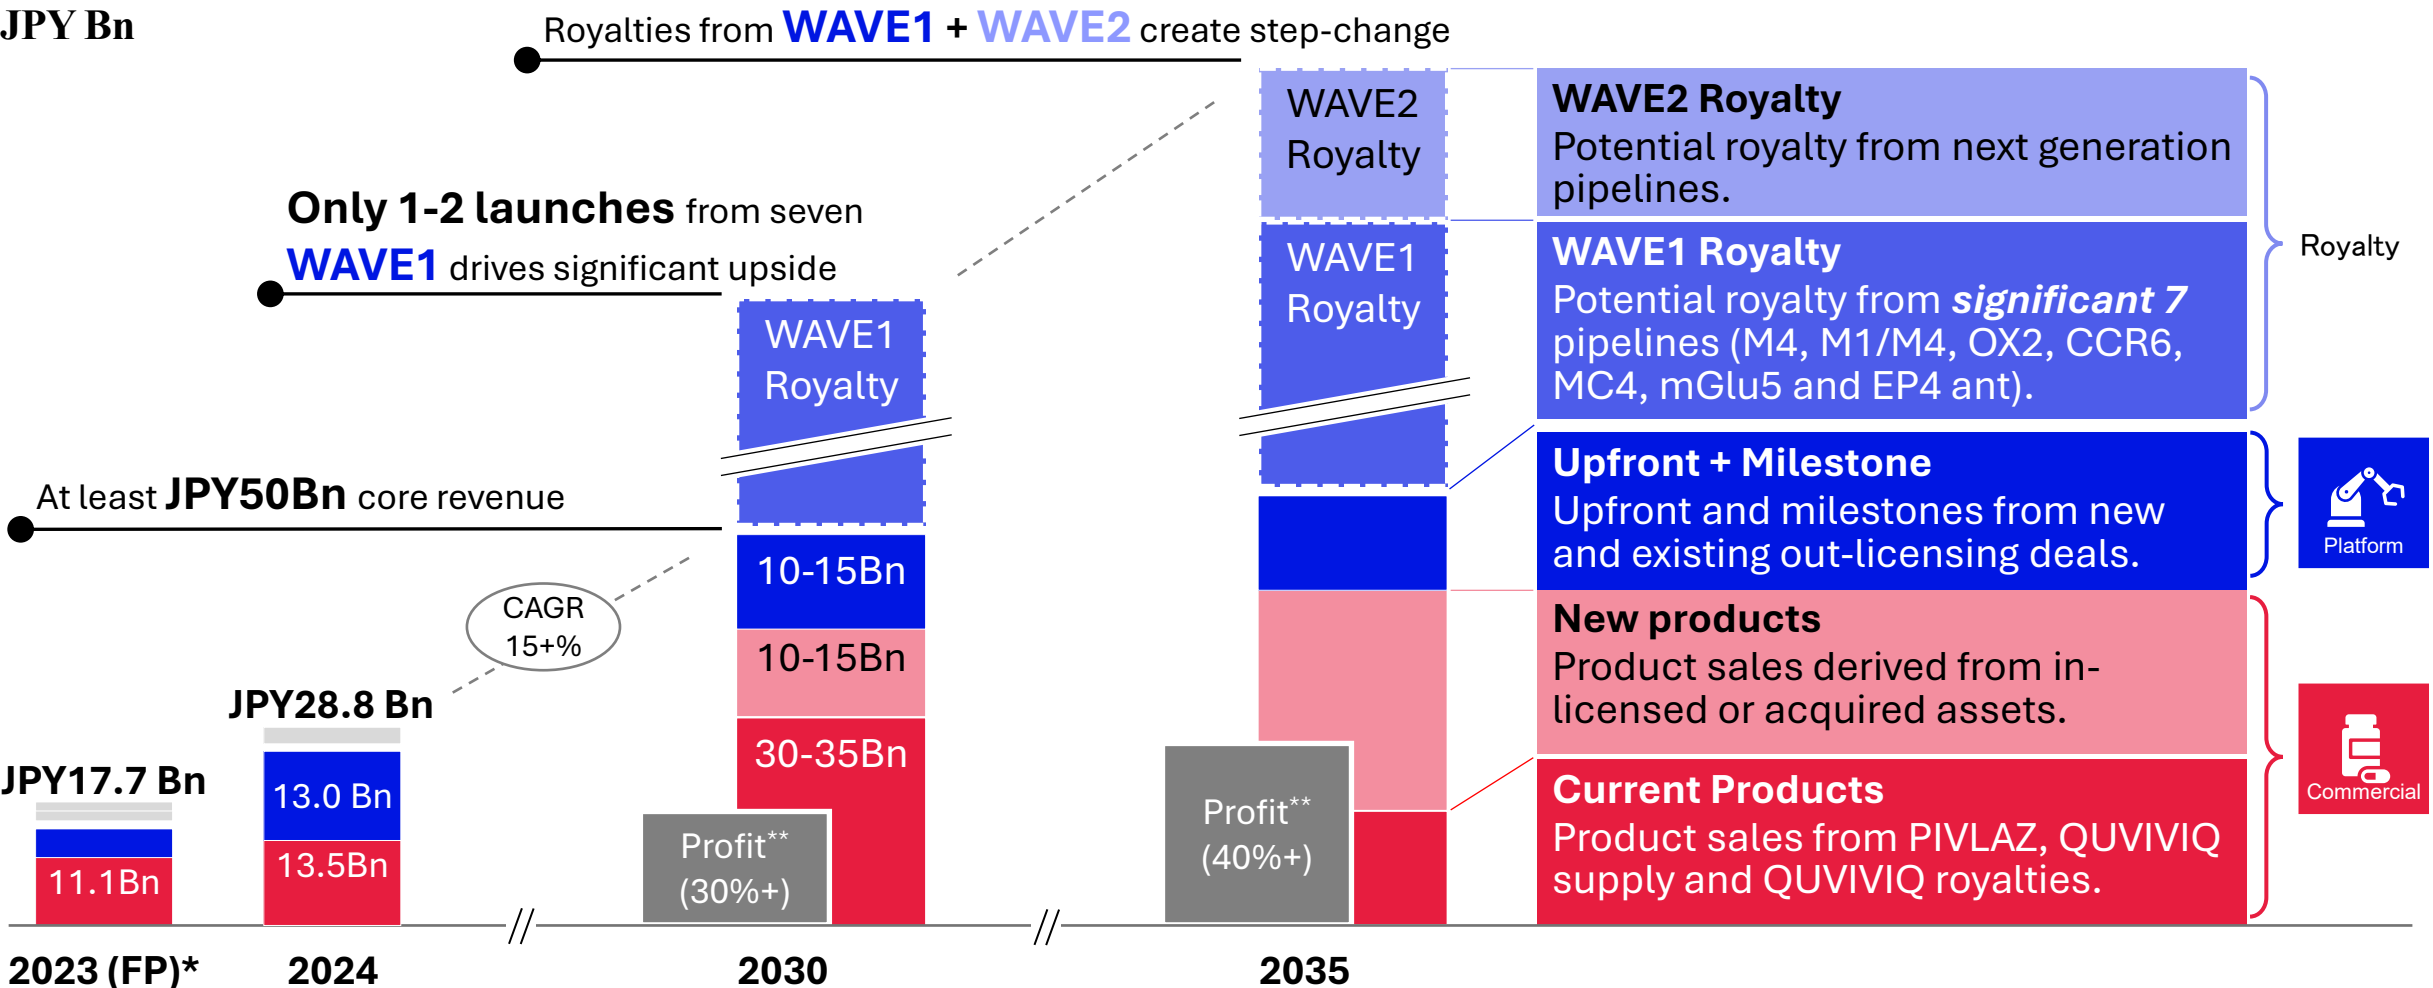 JPY Bn
Royalties from WAVE1 + WAVE2 create step-change
Only 1-2 launches from seven
WAVE1 drives significant upside
At least JPY50Bn core revenue
CAGR
15+%
JPY17.7 Bn
11.1Bn
2023 (FP)*
JPY28.8 Bn
13.0 Bn
13.5Bn
2024
WAVE1
Royalty
10-15Bn
10-15Bn
30-35Bn
Profit**
(30%+)
2030
WAVE2
Royalty
WAVE1
Royalty
Profit**
(40%+)
2035
WAVE2 Royalty
Potential royalty from next generation
pipelines.
WAVE1 Royalty
Potential royalty from significant 7
pipelines (M4, M1/M4, OX2, CCR6,
MC4, mGlu5 and EP4 ant).
Royalty
Upfront + Milestone
Upfront and milestones from new
and existing out-licensing deals.
Platform
New products
Product sales derived from in-
licensed or acquired assets.
Current Products
Product sales from PIVLAZ, QUVIVIQ
supply and QUVIVIQ royalties.
Commercial